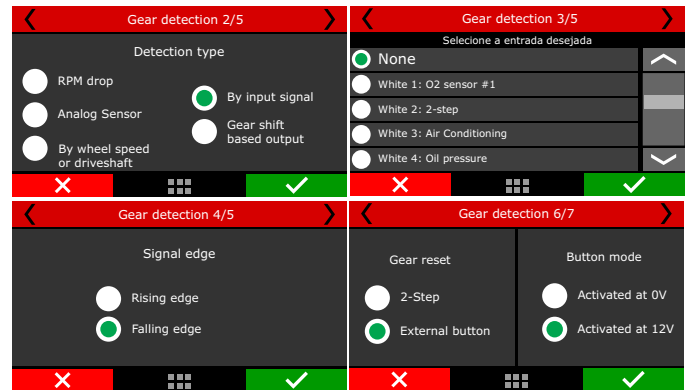 Gear detection 2/5
Detection type
RPM drop
Analog Sensor
By wheel speed
or driveshaft
By input signal
Gear shift
based output
Gear detection 3/5
Selecione a entrada desejada
None
White 1: O2 sensor #1
White 2: 2-step
White 3: Air Conditioning
White 4: Oil pressure
Gear detection 4/5
Signal edge
Rising edge
Falling edge
Gear detection 6/7
Gear reset
2-Step
External button
Button mode
Activated at 0V
Activated at 12V